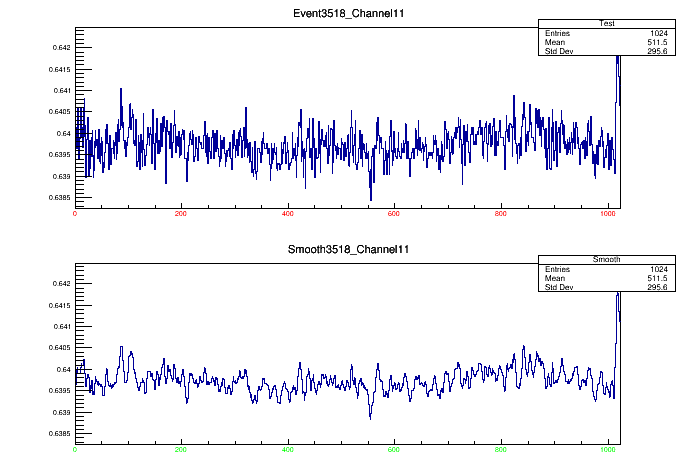 Event3518_Channel11
Test
Entries 1024
Mean 511.5
Std Dev 295.6
0.642
0.6415
0.641
0.6405
0.64
0.6395
0.639
0.6385
0 200 400 600 800 1000
Smooth3518_Channel11
Smooth
Entries 1024
Mean 511.5
Std Dev 295.6
0.642
0.6415
0.641
0.6405
0.64
0.6395
0.639
0.6385
0 200 400 600 800 1000